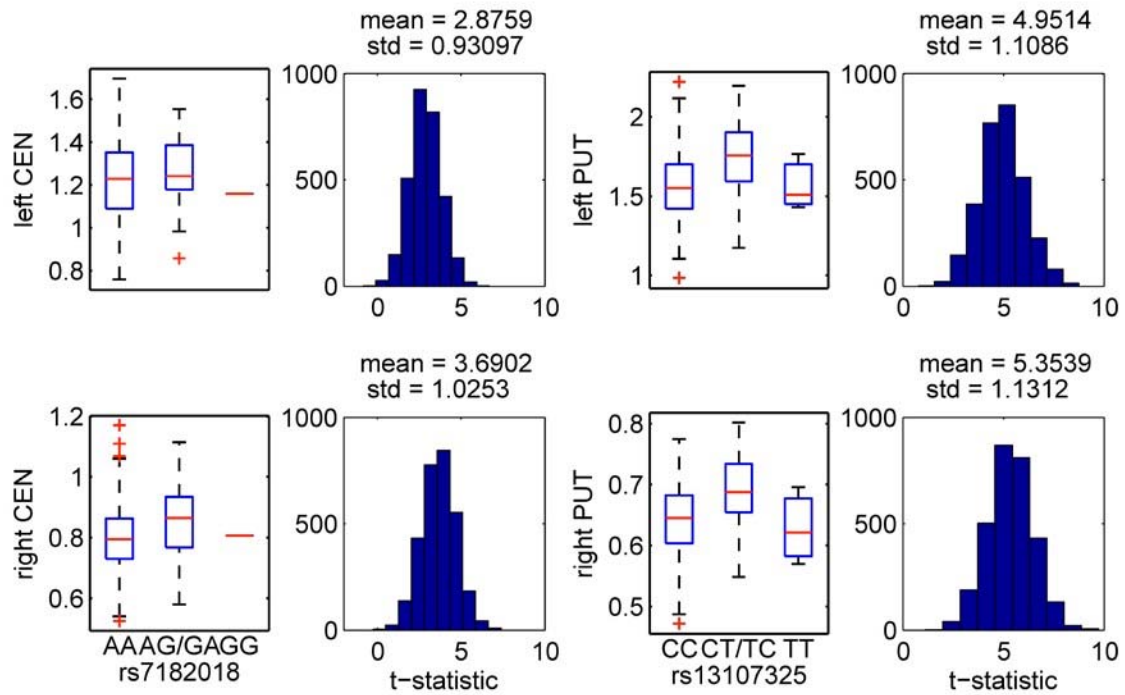 mean = 2.8759
std = 0.93097
mean = 4.9514
std = 1.1086
left CEN
1.6
1.4
1.2
1
0.8
1000
500
0
0 5 10
left PUT
2
1.5
1
1000
500
0
0 5 10
mean = 3.6902
std = 1.0253
mean = 5.3539
std = 1.1312
right CEN
1.2
1
0.8
0.6
AA AG/GA GG
rs7182018
1000
500
0
0 5 10
t-statistic
right PUT
0.8
0.7
0.6
0.5
CC CT/TC TT
rs13107325
1000
500
0
0 5 10
t-statistic